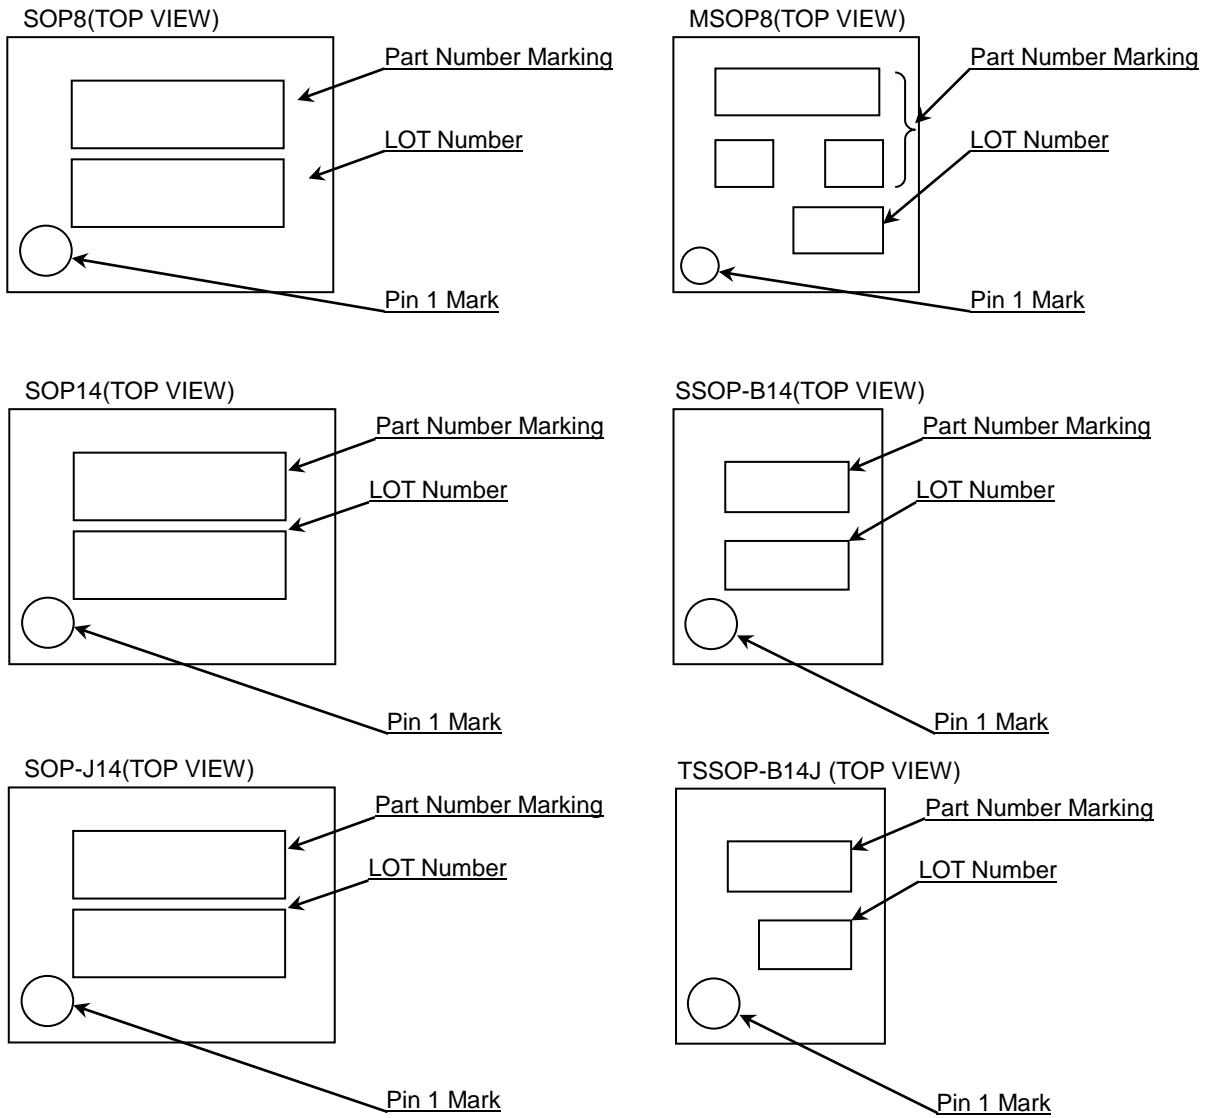 SOP8(TOP VIEW)
Part Number Marking
LOT Number
Pin 1 Mark
MSOP8(TOP VIEW)
Part Number Marking
LOT Number
Pin 1 Mark
SOP14(TOP VIEW)
Part Number Marking
LOT Number
Pin 1 Mark
SSOP-B14(TOP VIEW)
Part Number Marking
LOT Number
Pin 1 Mark
SOP-J14(TOP VIEW)
Part Number Marking
LOT Number
Pin 1 Mark
TSSOP-B14J (TOP VIEW)
Part Number Marking
LOT Number
Pin 1 Mark